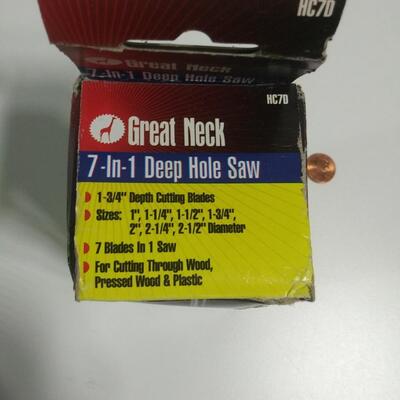 HC7D
Great Neck
7-In-1 Deep Hole Saw
HC7D
Great Neck
7-In-1 Deep Hole Saw
1-3/4" Depth Cutting Blades
Sizes: 1", 1-1/4", 1-1/2", 1-3/4",
2", 2-1/4", 2-1/2" Diameter
7 Blades In 1 Saw
For Cutting Through Wood,
Pressed Wood & Plastic